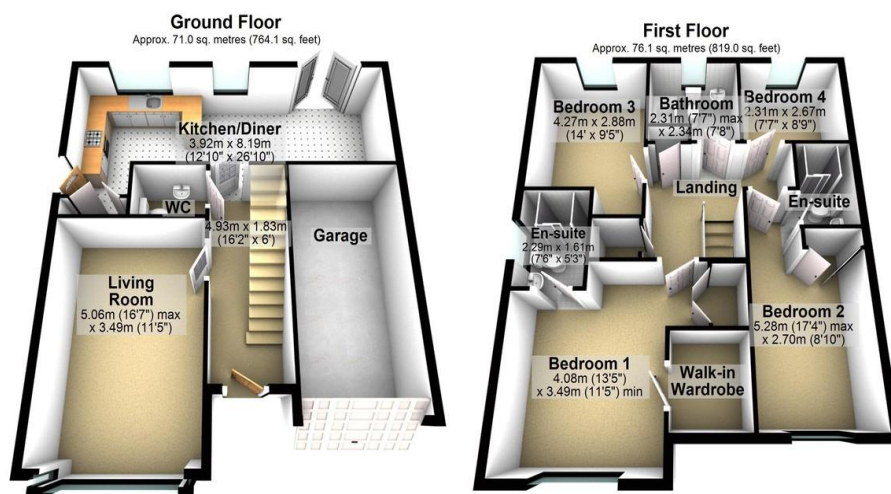 Ground Floor
Approx. 71.0 sq. metres (764.1 sq. feet)
Kitchen/Diner
3.92m x 8.19m
(12'10" x 26'10")
WC
4.93m x 1.83m
(16'2" x 6')
Garage
Living
Room
5.06m (16'7") max
x 3.49m (11'5")
First Floor
Approx. 76.1 sq. metres (819.0 sq. feet)
Bedroom 3
4.27m x 2.88m
(14' x 9'5")
Bathroom
2.31m (7'7") max
x 2.34m (7'8")
Bedroom 4
2.31m x 2.67m
(7'7" x 8'9")
Landing
En-suite
En-suite
2.29m x 1.61m
(7'6" x 5'3")
Bedroom 1
4.08m (13'5")
x 3.49m (11'5") min
Walk-in
Wardrobe
Bedroom 2
5.28m (17'4") max
x 2.70m (8'10")